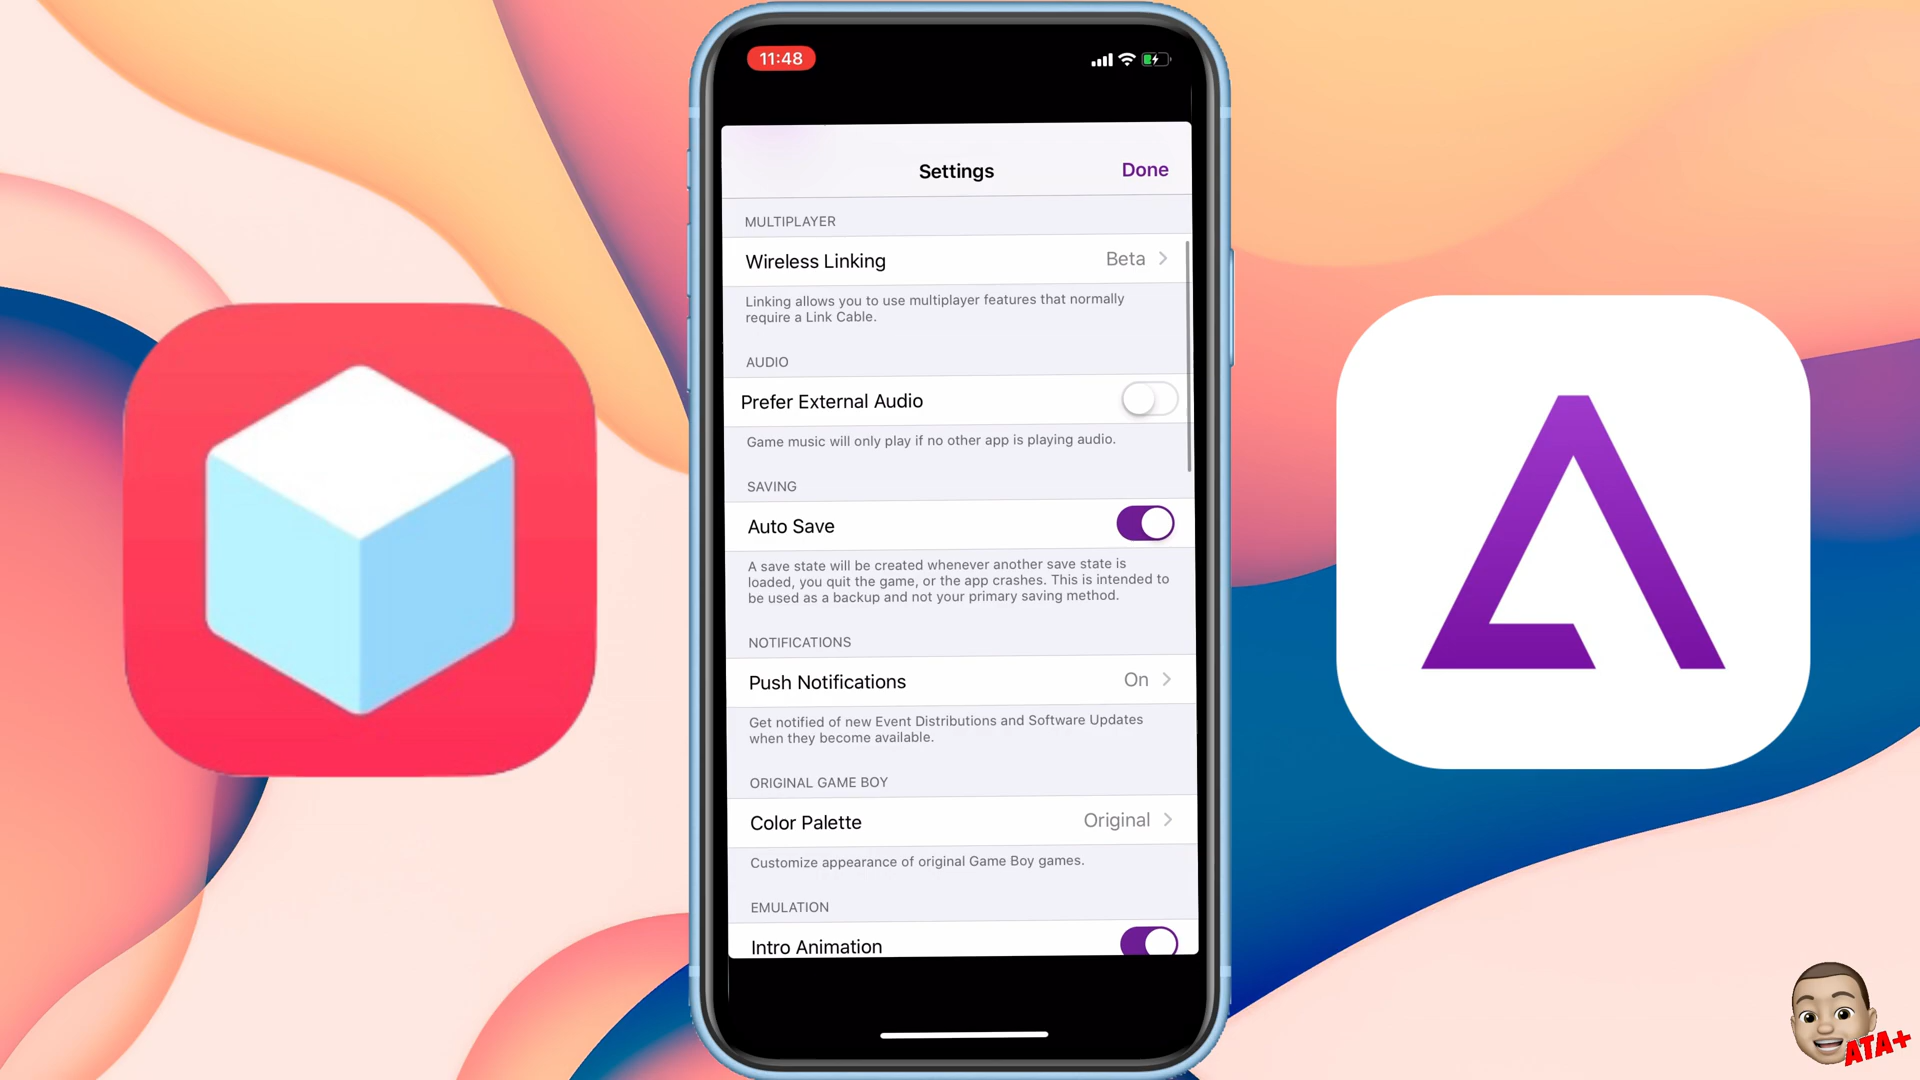 11:48
Settings
Done
MULTIPLAYER
Wireless Linking
Beta
Linking allows you to use multiplayer features that normally
require a Link Cable.
AUDIO
Prefer External Audio
Game music will only play if no other app is playing audio.
SAVING
Auto Save
A save state will be created whenever another save state is
loaded, you quit the game, or the app crashes. This is intended to
be used as a backup and not your primary saving method.
NOTIFICATIONS
Push Notifications
On
Get notified of new Event Distributions and Software Updates
when they become available.
ORIGINAL GAME BOY
Color Palette
Original
Customize appearance of original Game Boy games.
EMULATION
Intro Animation
ATA+